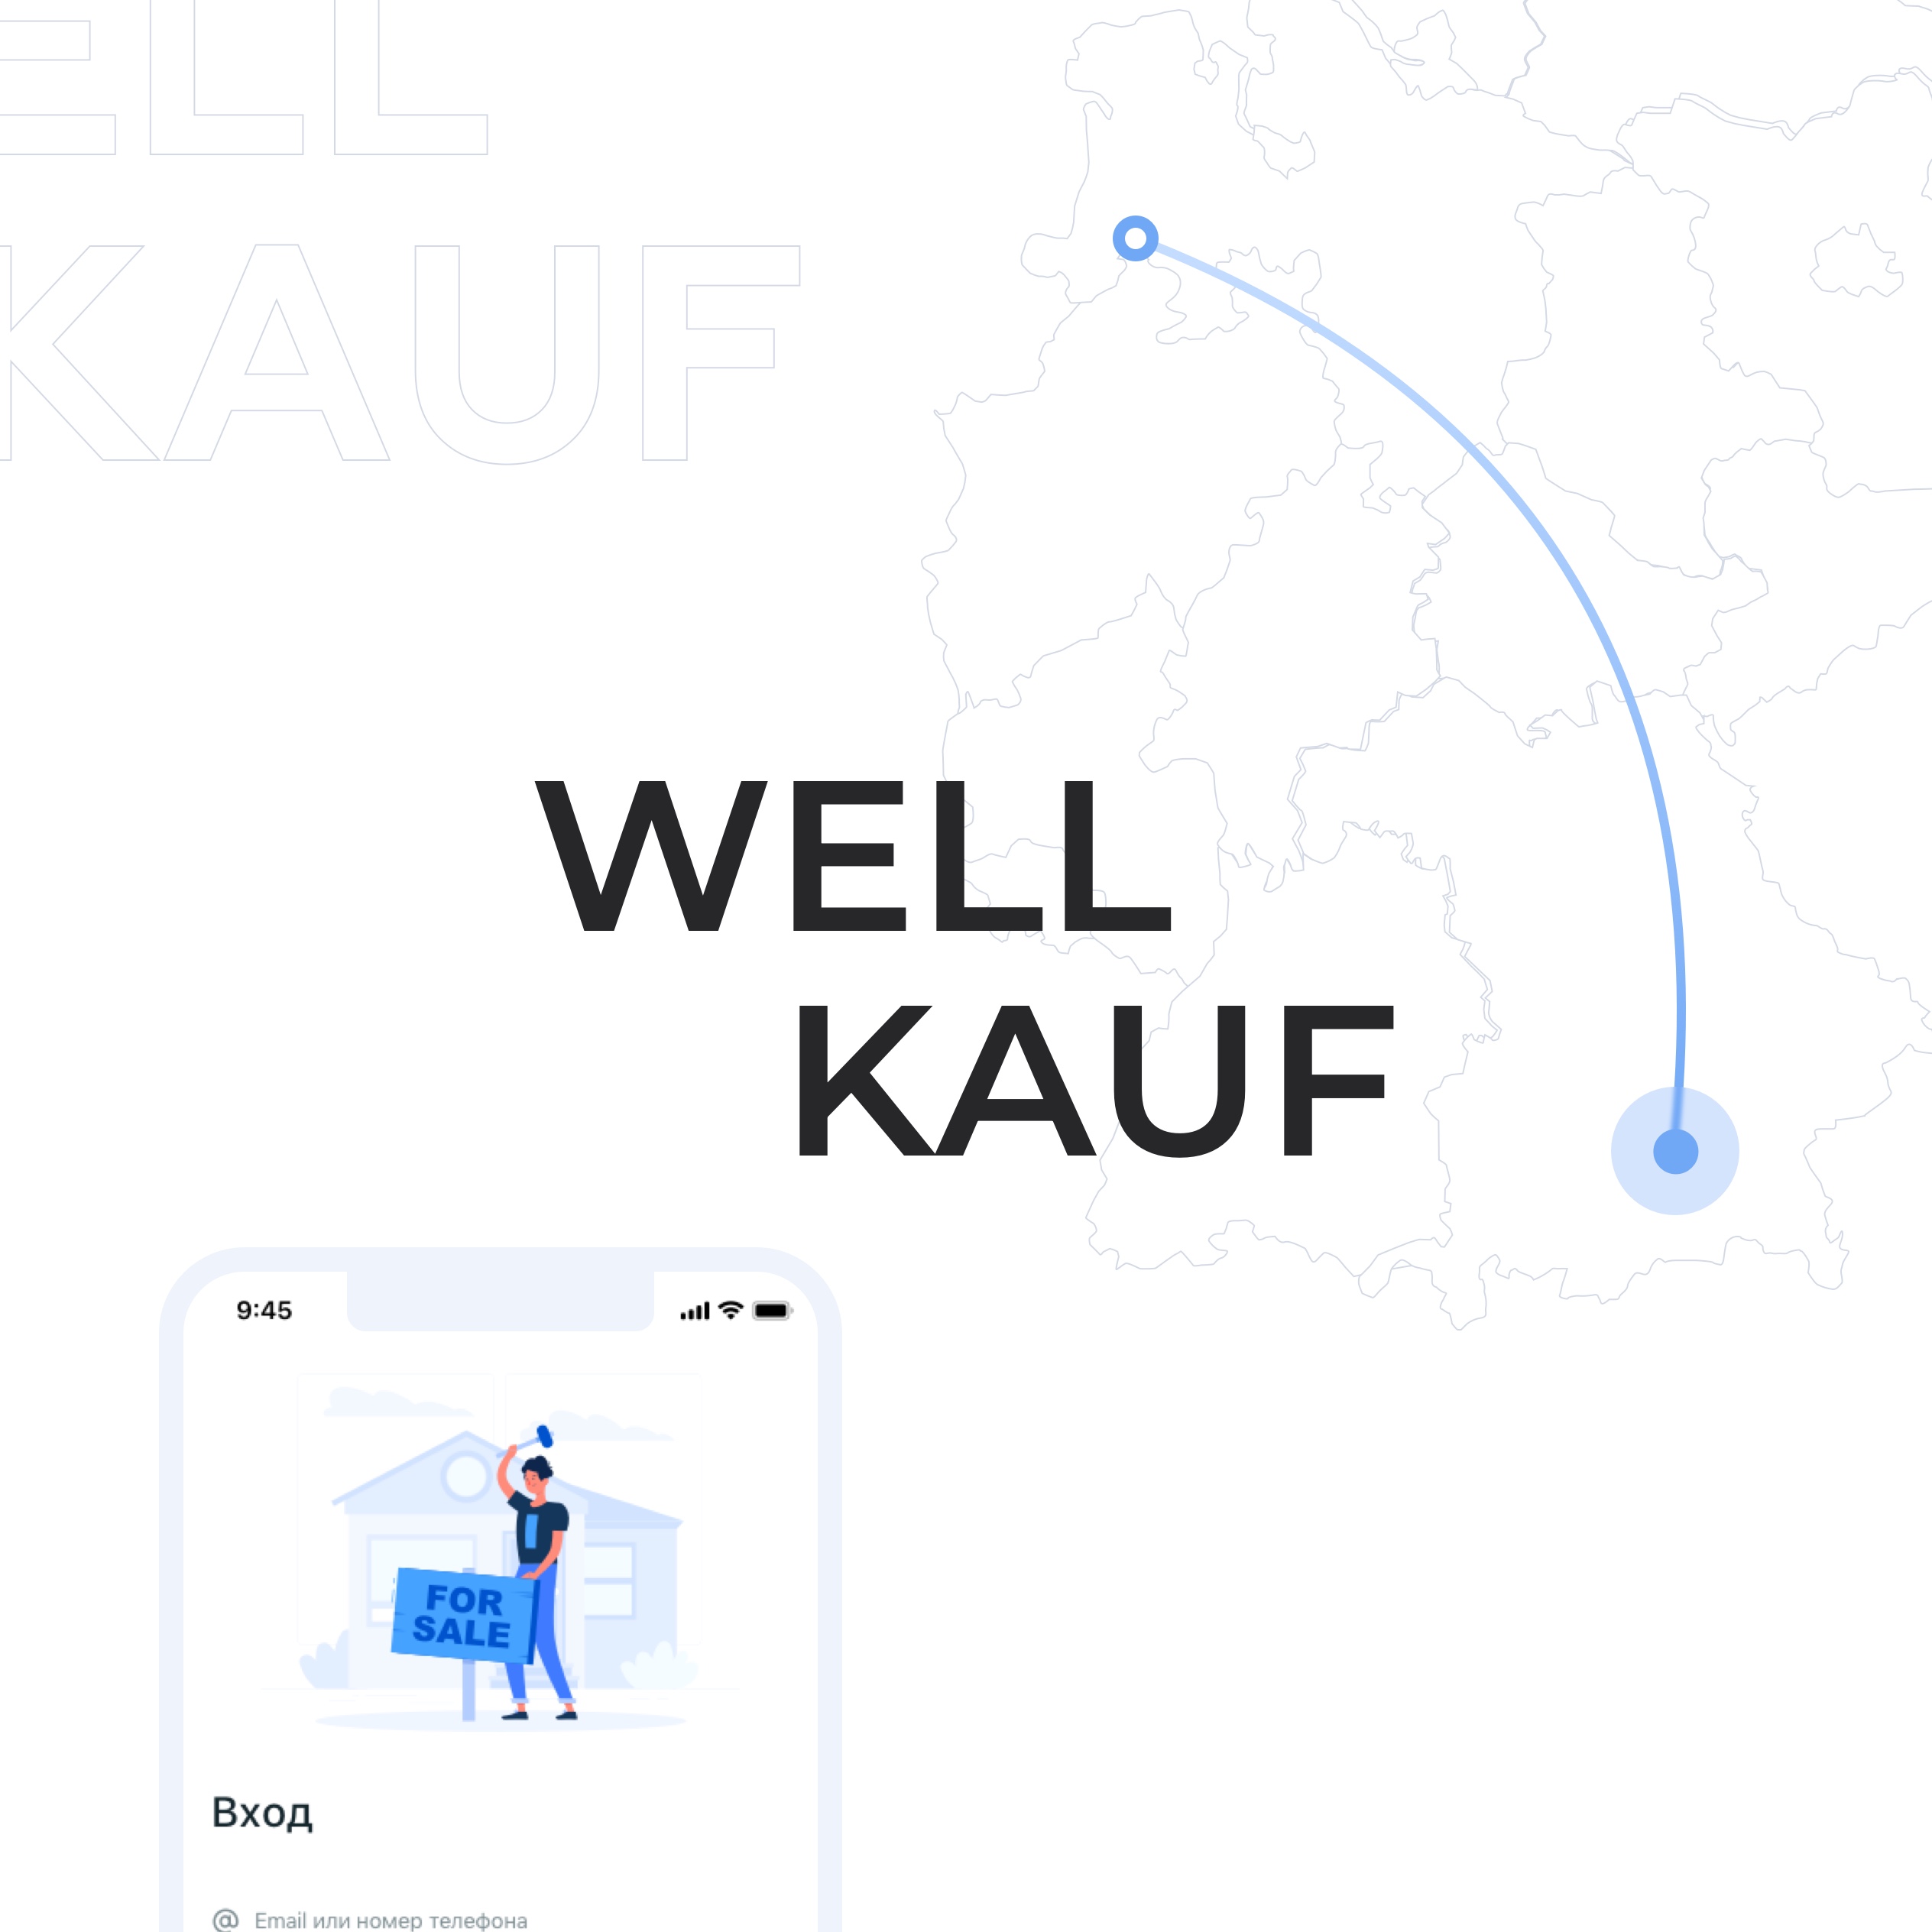 ELL
KAUF
WELL
KAUF
9:45
FOR
SALE
Вход
@ Email или номер телефона